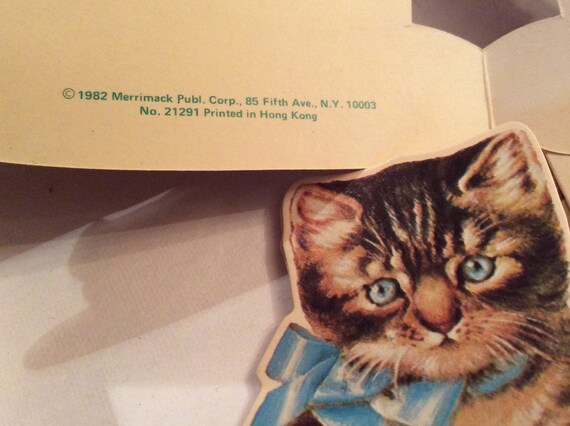 © 1982 Merrimack Publ. Corp., 85 Fifth Ave., N.Y. 10003
No. 21291 Printed in Hong Kong